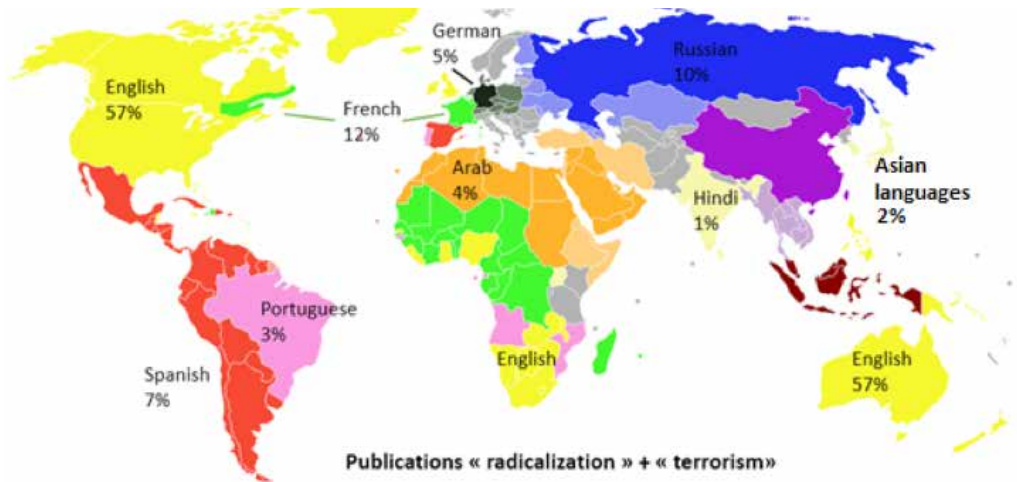 German
5%
Russian
10%
English
57%
French
12%
Arab
4%
Asian
languages
2%
Hindi
1%
Portuguese
3%
English
English
57%
Spanish
7%
Publications « radicalization » + « terrorism»